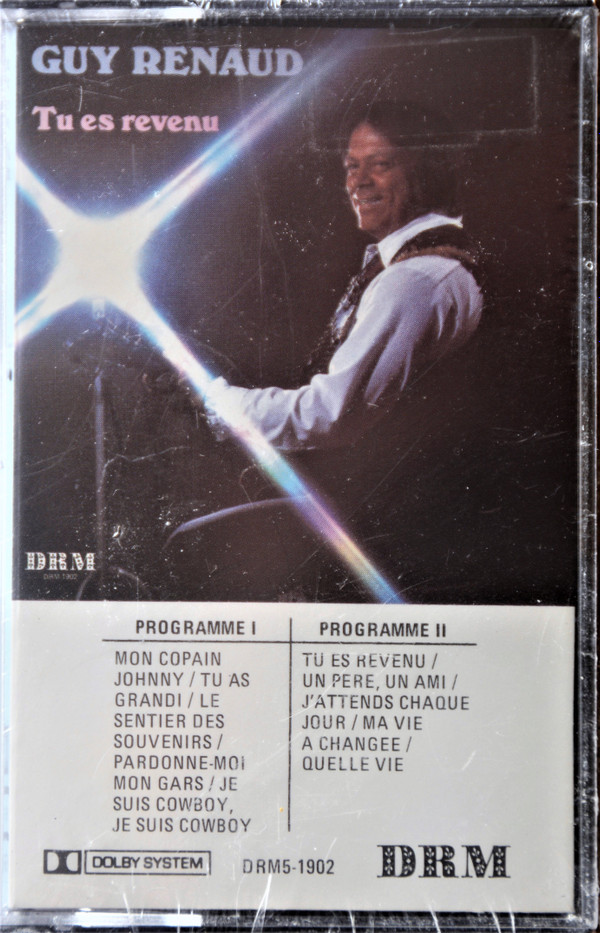 GUY RENAUD
Tu es revenu
DRM
DRM-1902
PROGRAMME I
MON COPAIN
JOHNNY / TU AS
GRANDI / LE
SENTIER DES
SOUVENIRS /
PARDONNE-MOI
MON GARS / JE
SUIS COWBOY,
JE SUIS COWBOY
PROGRAMME II
TU ES REVENU /
UN PERE, UN AMI /
J'ATTENDS CHAQUE
JOUR / MA VIE
A CHANGEE /
QUELLE VIE
DOLBY SYSTEM
DRM5-1902
DRM